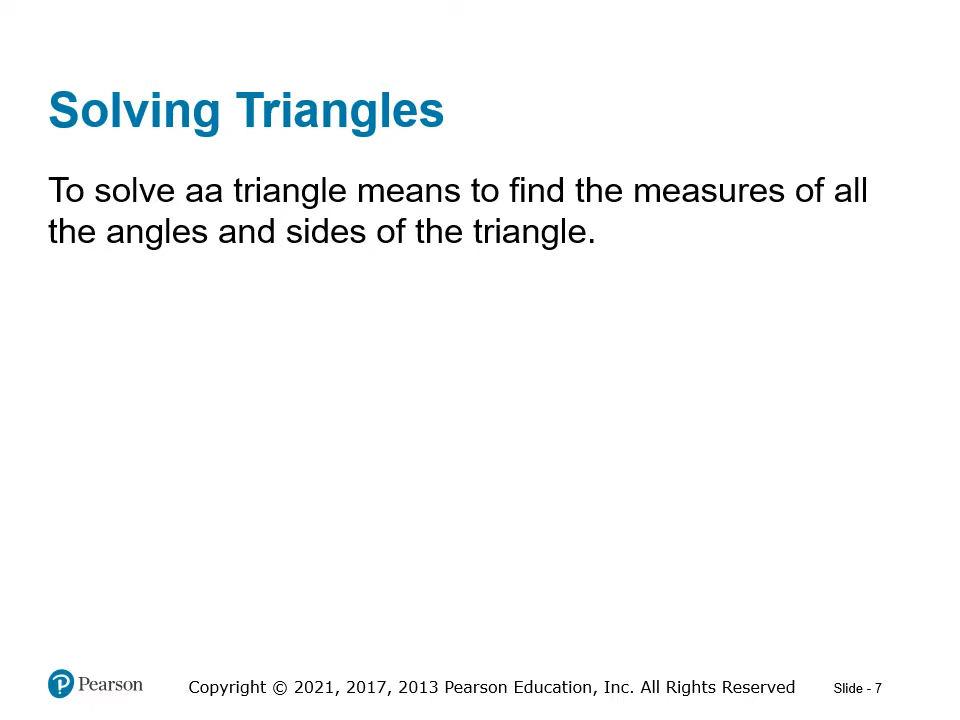 Solving Triangles
To solve aa triangle means to find the measures of all
the angles and sides of the triangle.
Pearson
Copyright © 2021, 2017, 2013 Pearson Education, Inc. All Rights Reserved
Slide - 7